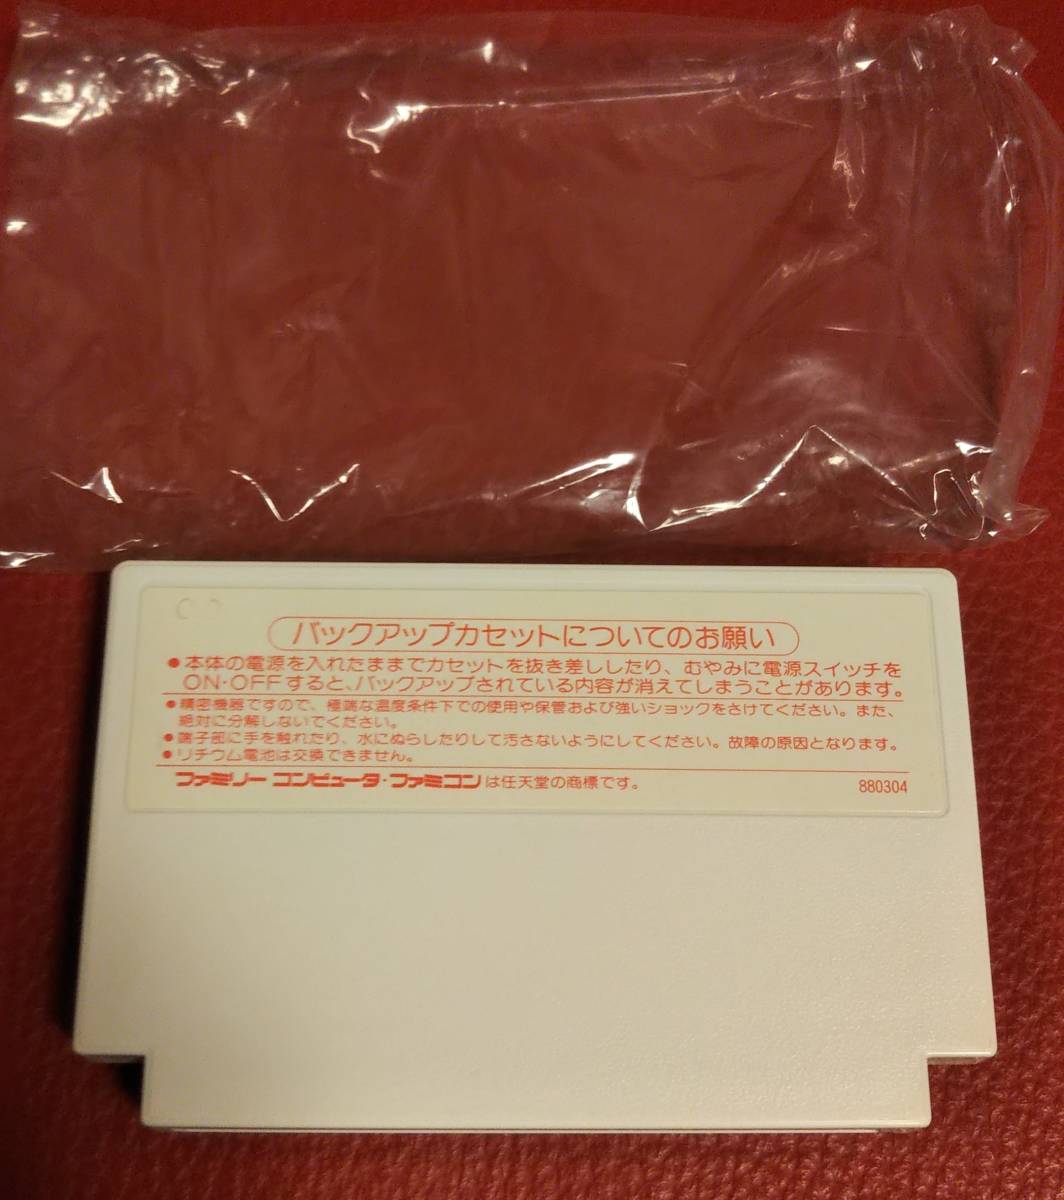 バックアップカセットについてのお願い
●本体の電源を入れたままでカセットを抜き差ししたり、むやみに電源スイッチを
ON・OFFすると、バックアップされている内容が消えてしまうことがあります。
●精密機器ですので、極端な温度条件下での使用や保管および強いショックをさけてください。また、
絶対に分解しないでください。
●端子部に手を触れたり、水にぬらしたりして汚さないようにしてください。故障の原因となります。
●リチウム電池は交換できません。
ファミリーコンピュータ・ファミコンは任天堂の商標です。 880304